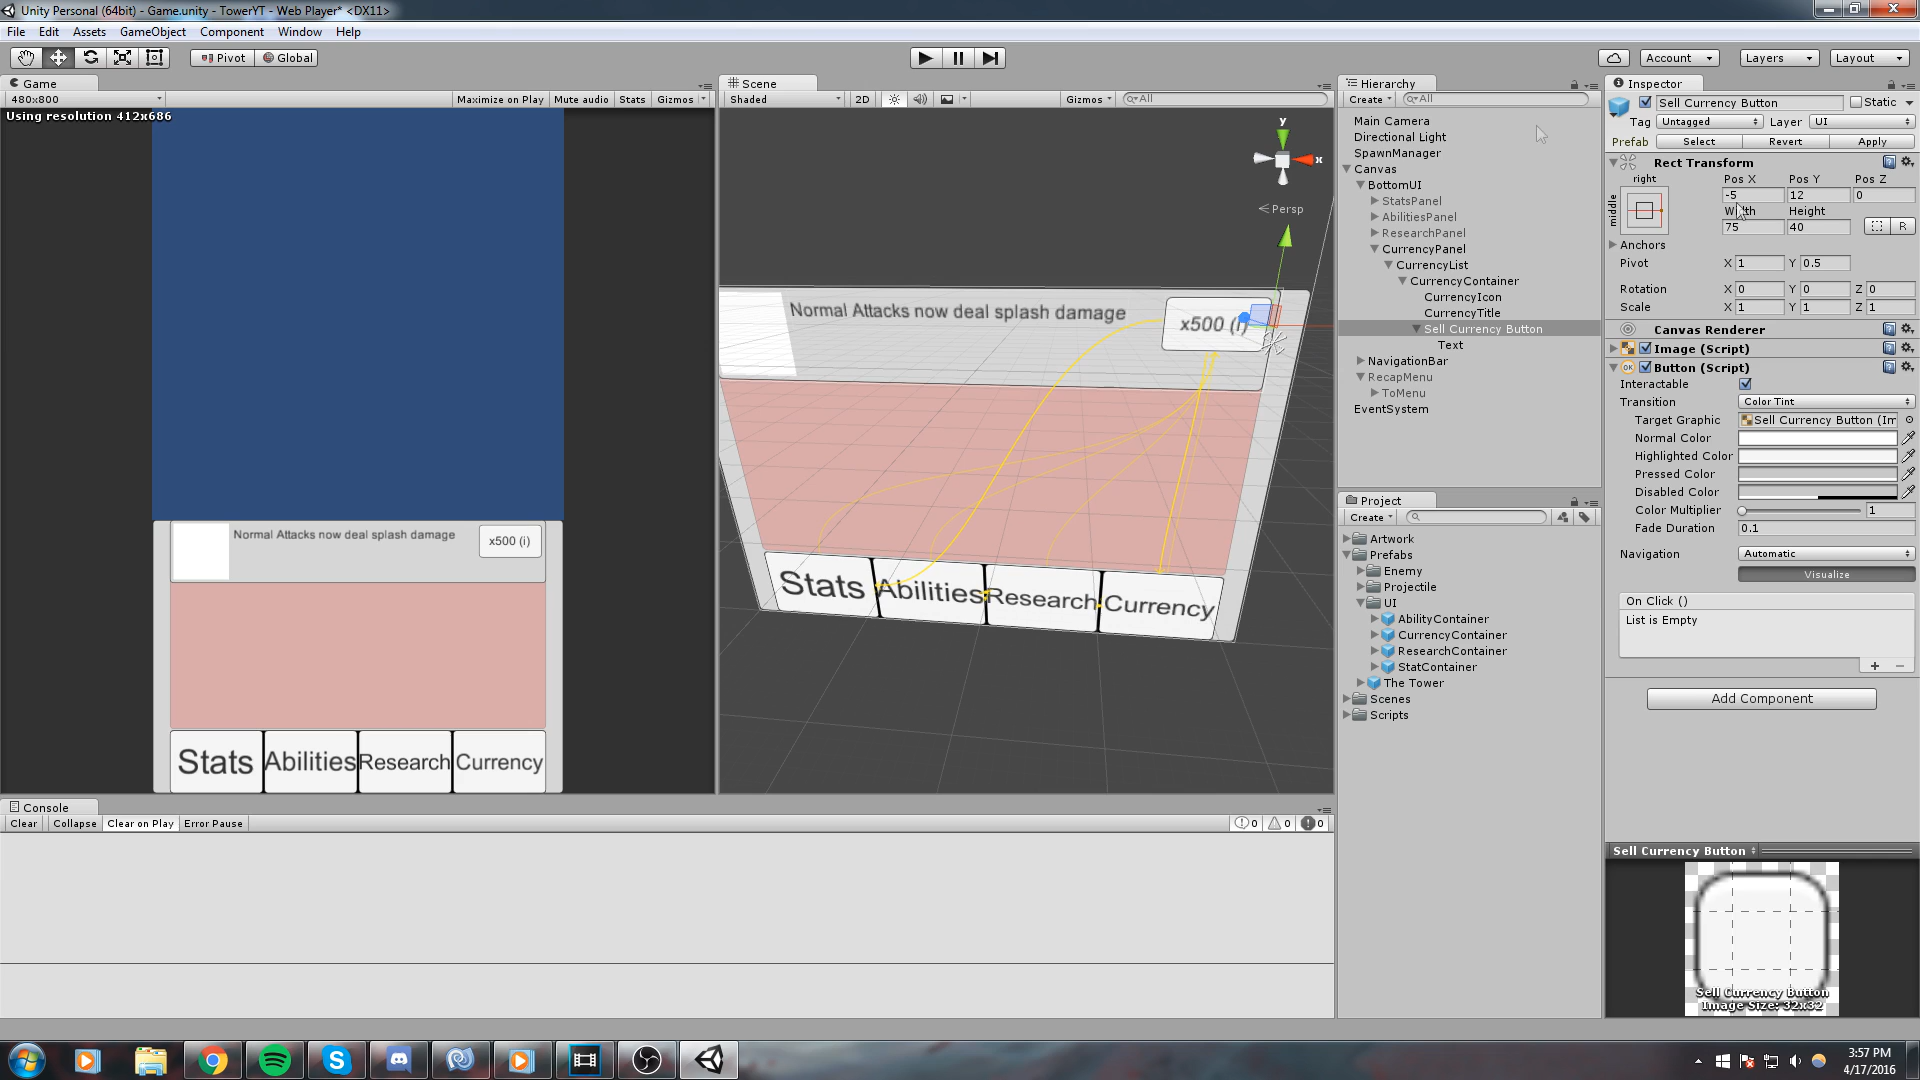 Unity Personal (64bit) - Game.unity - TowerYT - Web Player* <DX11>
File Edit Assets GameObject Component Window Help
Pivot Global Account Layers Layout
Game
480x800 Maximize on Play Mute audio Stats Gizmos
Using resolution 412x686
Normal Attacks now deal splash damage
x500 (i)
Stats Abilities Research Currency
Scene
Shaded 2D Gizmos All
y
x
Persp
Normal Attacks now deal splash damage
x500 (i)
Stats Abilities Research Currency
Console
Clear Collapse Clear on Play Error Pause 0 0 0
Hierarchy
Create All
Main Camera
Directional Light
SpawnManager
Canvas
BottomUI
StatsPanel
AbilitiesPanel
ResearchPanel
CurrencyPanel
CurrencyList
CurrencyContainer
CurrencyIcon
CurrencyTitle
Sell Currency Button
Text
NavigationBar
RecapMenu
ToMenu
EventSystem
Project
Create
Artwork
Prefabs
Enemy
Projectile
UI
AbilityContainer
CurrencyContainer
ResearchContainer
StatContainer
The Tower
Scenes
Scripts
Inspector
Sell Currency Button Static
Tag Untagged Layer UI
Prefab Select Revert Apply
Rect Transform
right
middle
Pos X Pos Y Pos Z
-5 12 0
Width Height
75 40 R
Anchors
Pivot X 1 Y 0.5
Rotation X 0 Y 0 Z 0
Scale X 1 Y 1 Z 1
Canvas Renderer
Image (Script)
OK Button (Script)
Interactable
Transition Color Tint
Target Graphic Sell Currency Button (Im
Normal Color
Highlighted Color
Pressed Color
Disabled Color
Color Multiplier 1
Fade Duration 0.1
Navigation Automatic
Visualize
On Click ()
List is Empty
+ −
Add Component
Sell Currency Button
Sell Currency Button
Image Size: 32x32
3:57 PM
4/17/2016